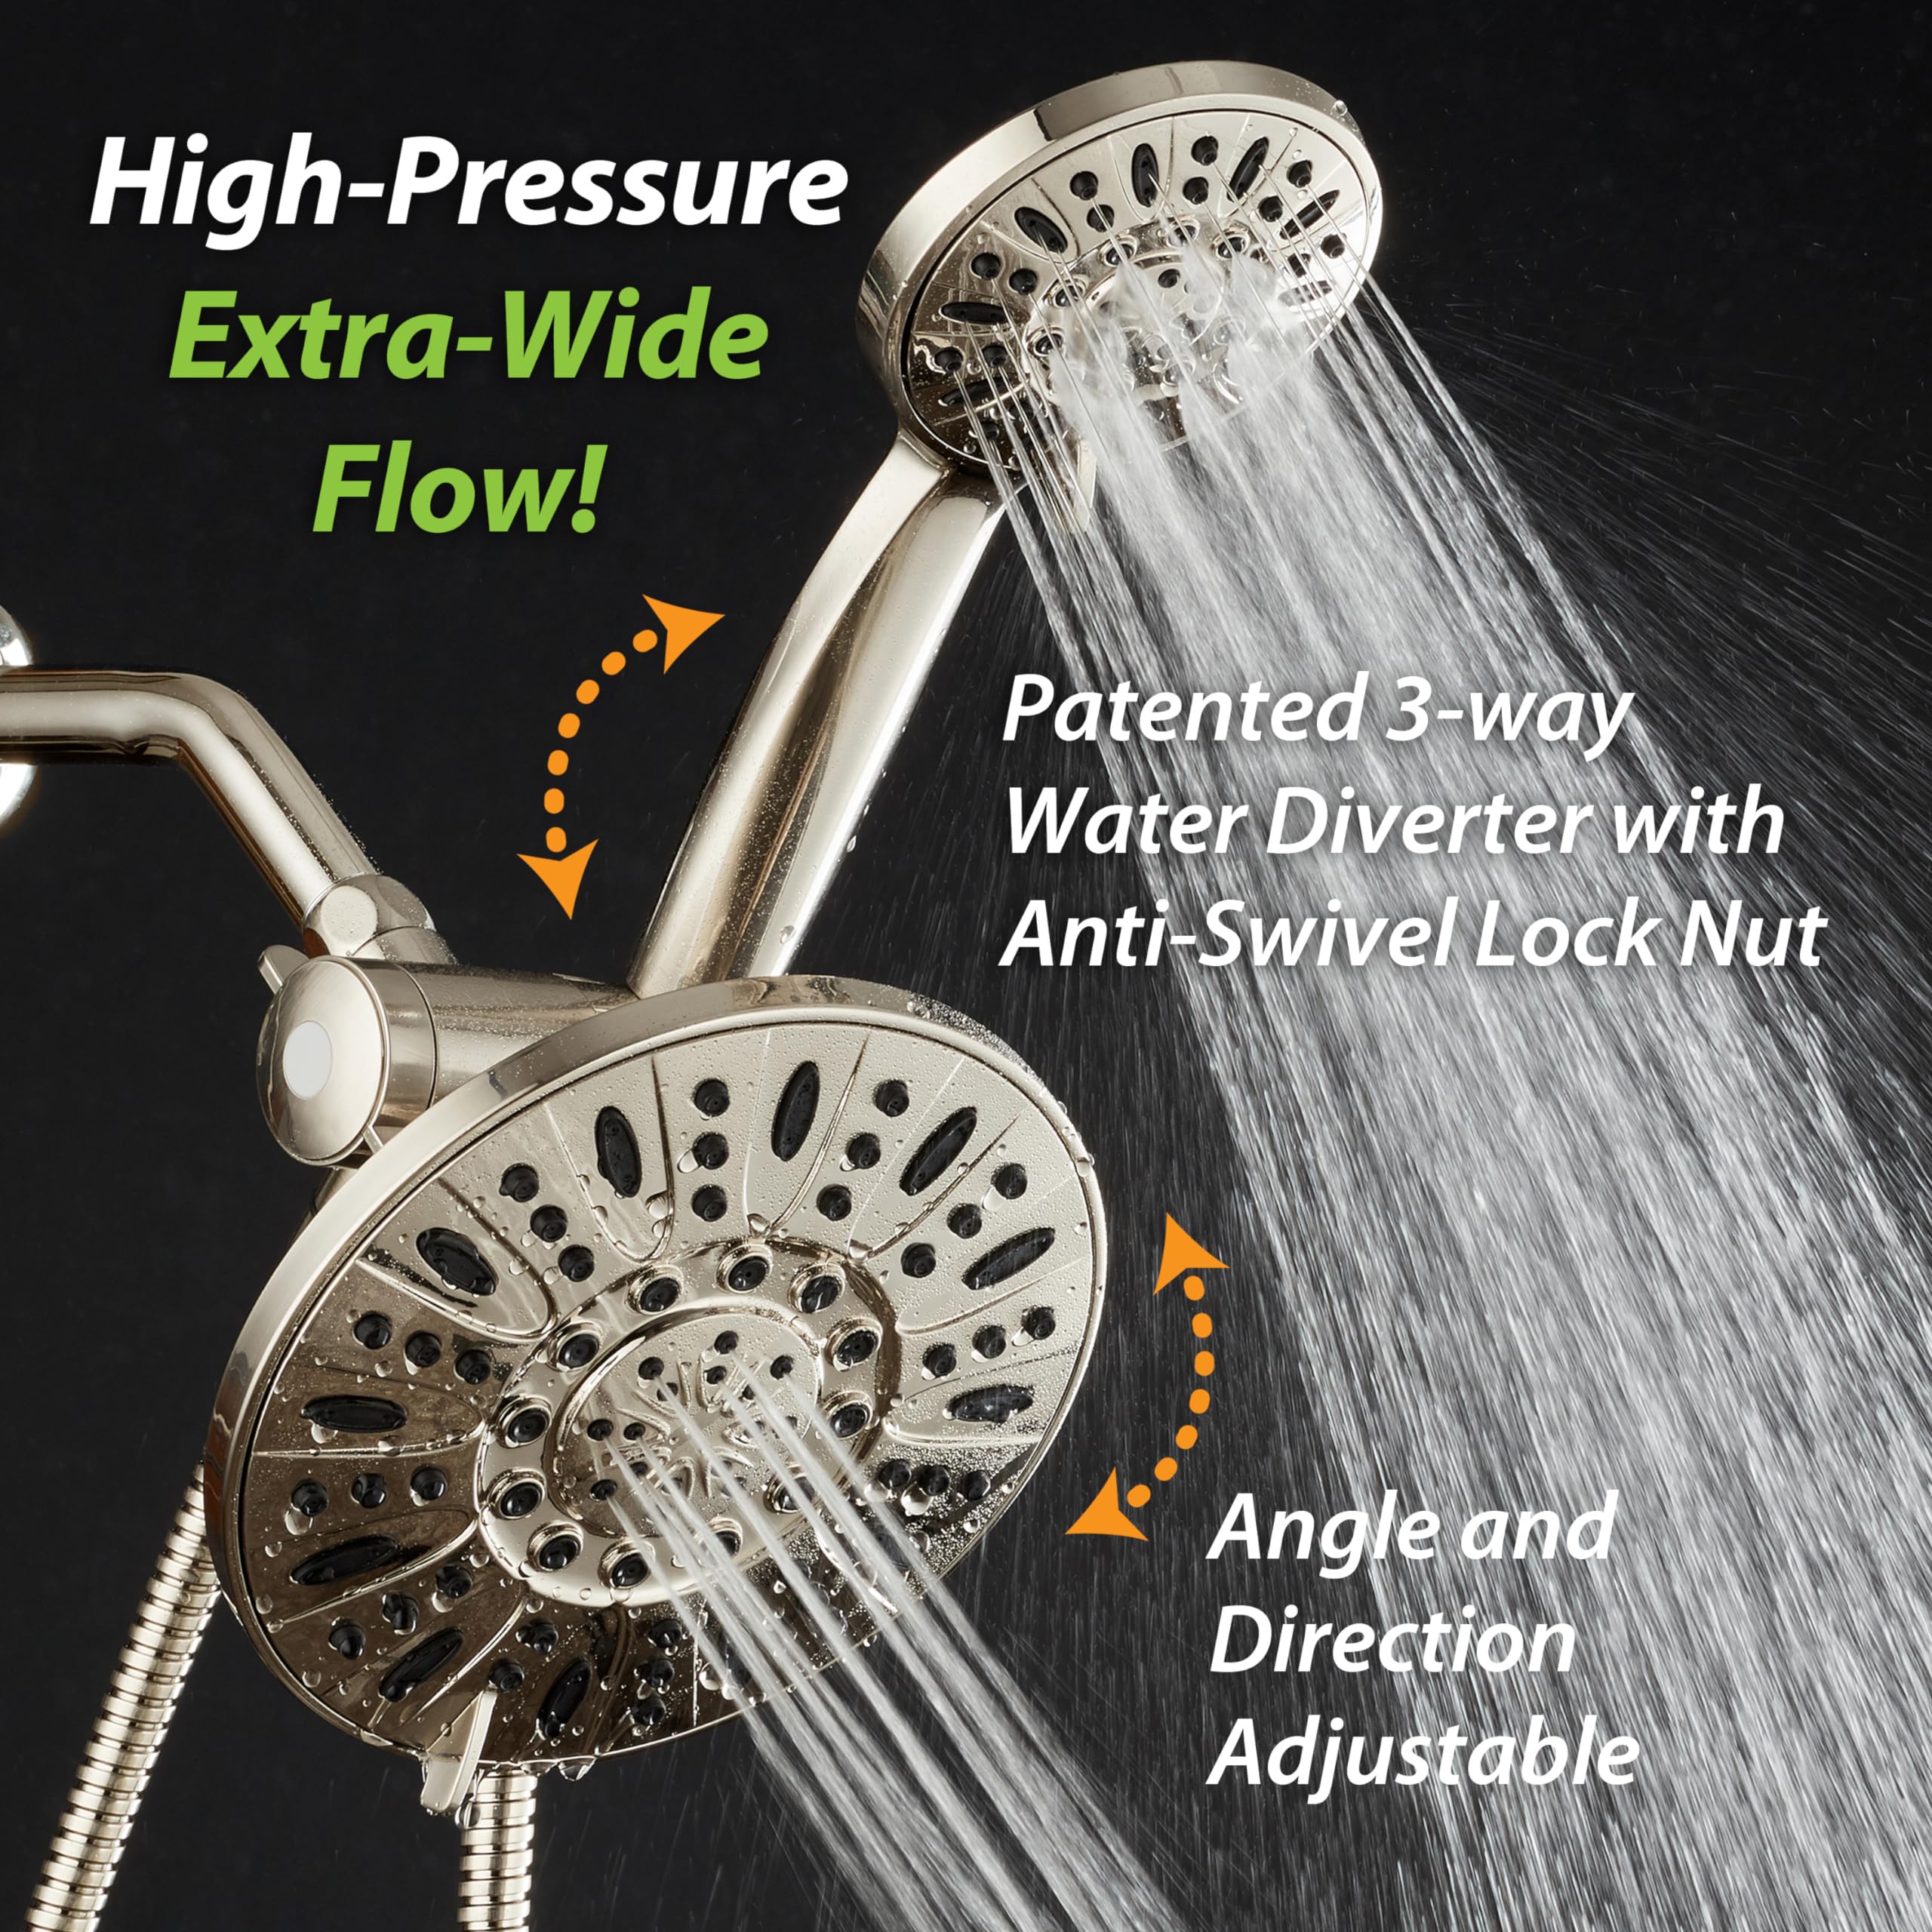 High-Pressure
Extra-Wide
Flow!
Patented 3-way
Water Diverter with
Anti-Swivel Lock Nut
Angle and
Direction
Adjustable